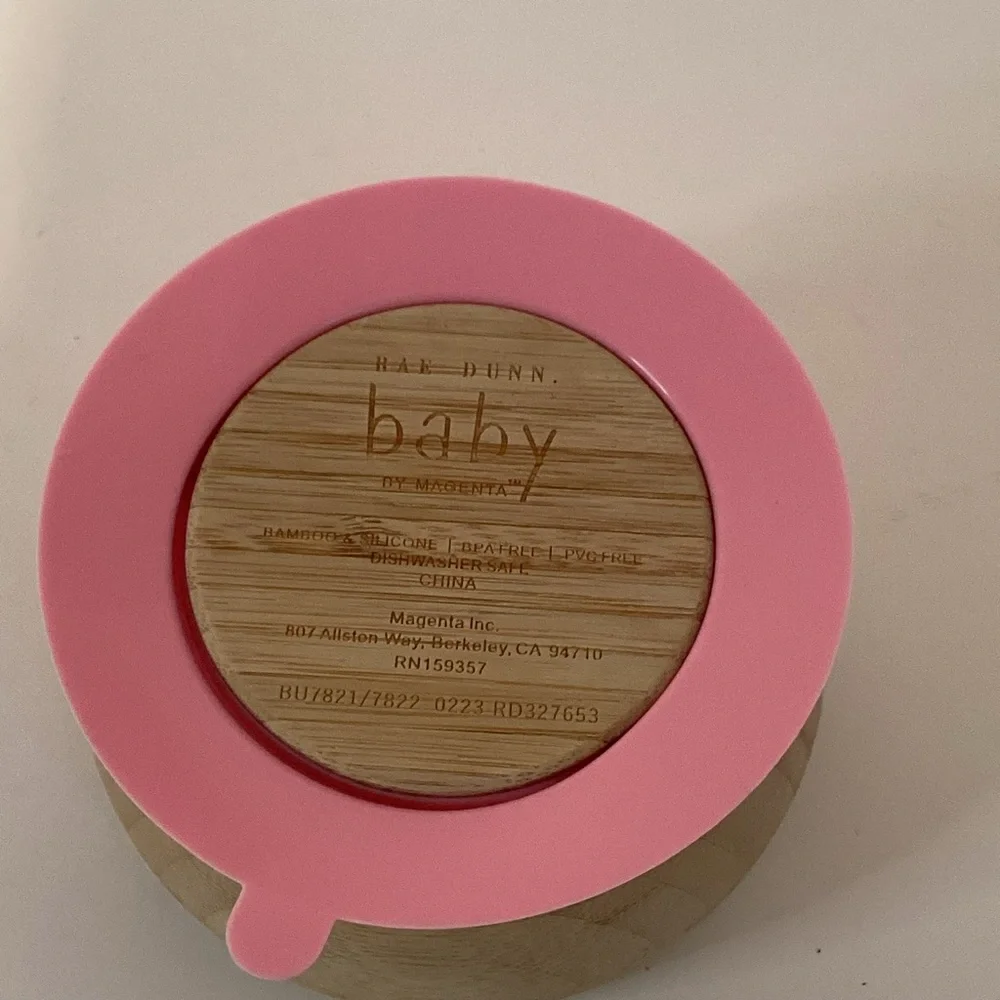 RAE DUNN.
baby
BY MAGENTA™
BAMBOO & SILICONE | BPA FREE | PVC FREE
DISHWASHER SAFE
CHINA
Magenta Inc.
807 Allston Way, Berkeley, CA 94710
RN159357
BU7821/7822 0223 RD327653